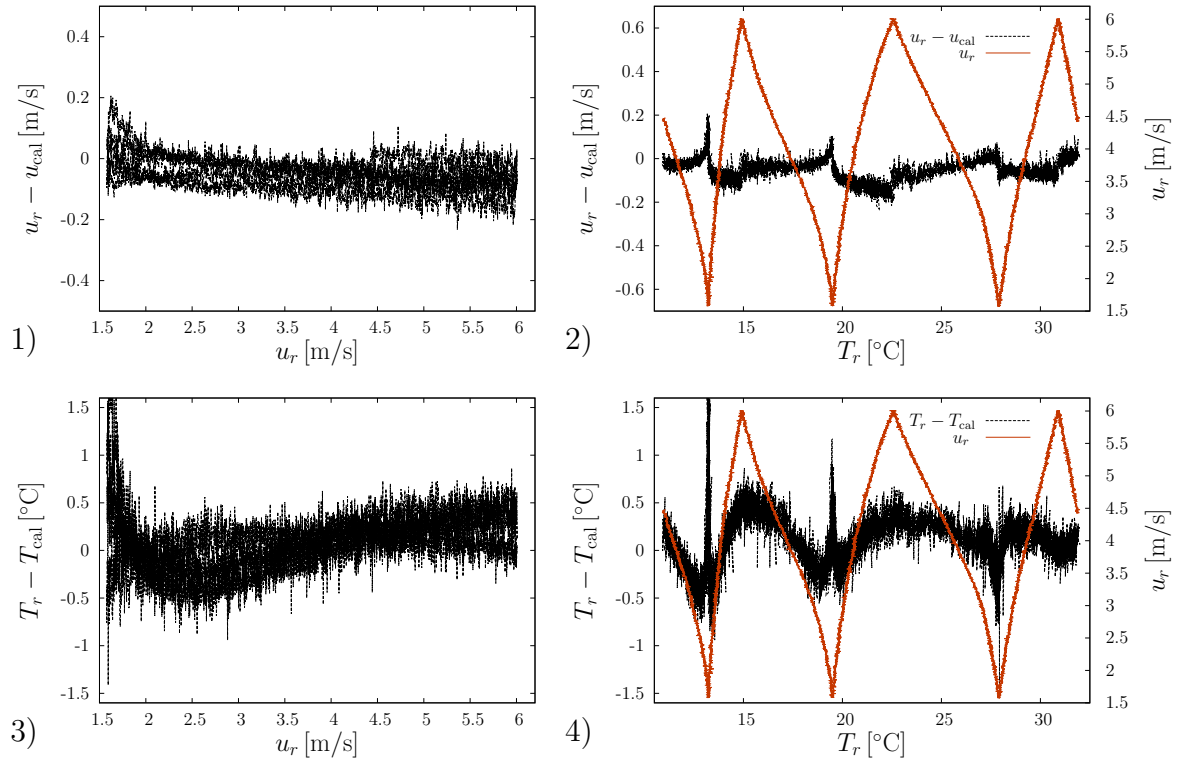 0.4
0.2
0
-0.2
-0.4
u_r − u_cal [m/s]
1.5 2 2.5 3 3.5 4 4.5 5 5.5 6
u_r [m/s]
1)
0.6
0.4
0.2
0
-0.2
-0.4
-0.6
u_r − u_cal [m/s]
u_r − u_cal
u_r
6
5.5
5
4.5
4
3.5
3
2.5
2
1.5
u_r [m/s]
15 20 25 30
T_r [°C]
2)
1.5
1
0.5
0
-0.5
-1
-1.5
T_r − T_cal [°C]
1.5 2 2.5 3 3.5 4 4.5 5 5.5 6
u_r [m/s]
3)
1.5
1
0.5
0
-0.5
-1
-1.5
T_r − T_cal [°C]
T_r − T_cal
u_r
6
5.5
5
4.5
4
3.5
3
2.5
2
1.5
u_r [m/s]
15 20 25 30
T_r [°C]
4)